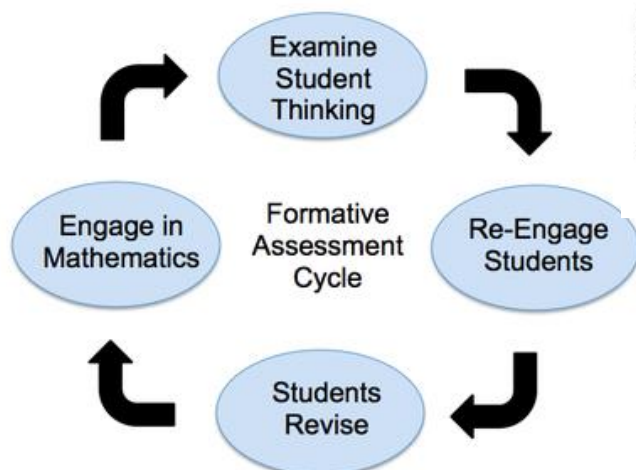 Examine
Student
Thinking
Engage in
Mathematics
Formative
Assessment
Cycle
Re-Engage
Students
Students
Revise